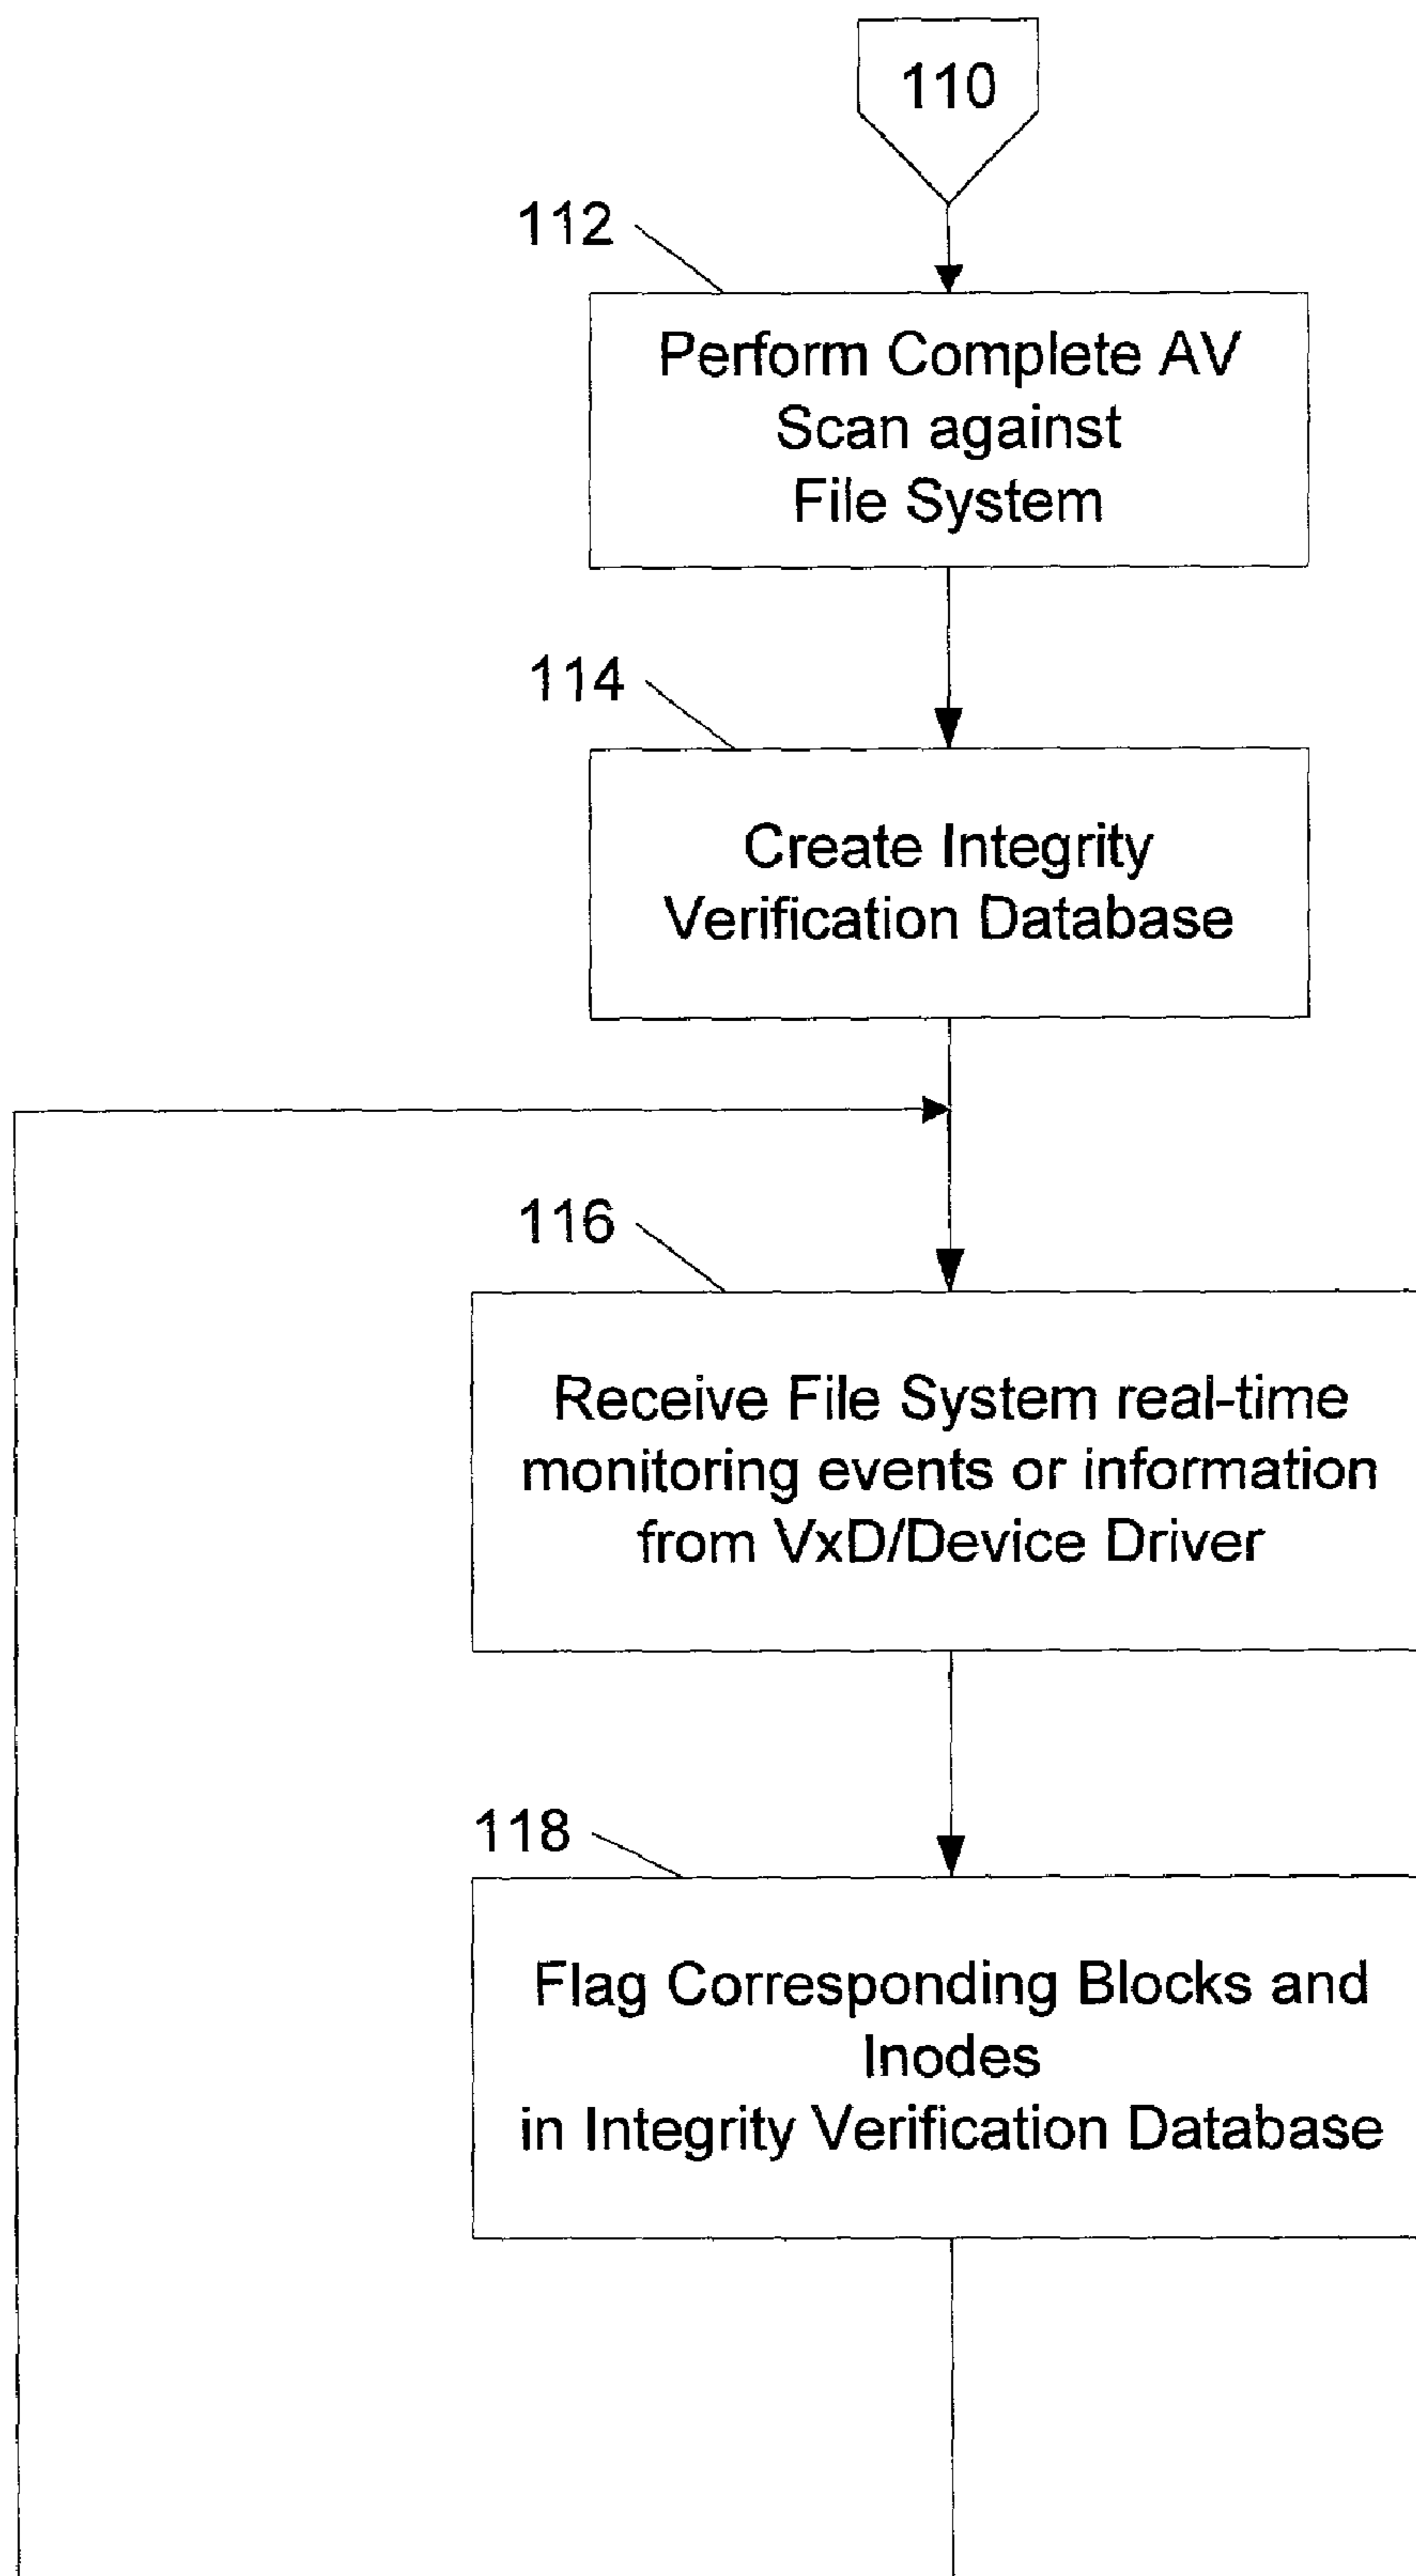 110
112
Perform Complete AV
Scan against
File System
114
Create Integrity
Verification Database
116
Receive File System real-time
monitoring events or information
from VxD/Device Driver
118
Flag Corresponding Blocks and
Inodes
in Integrity Verification Database